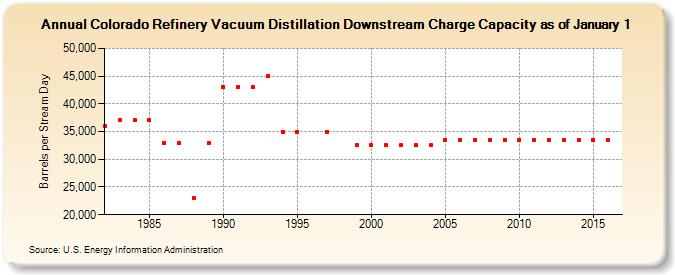 Annual Colorado Refinery Vacuum Distillation Downstream Charge Capacity as of January 1
Barrels per Stream Day
50,000
45,000
40,000
35,000
30,000
25,000
20,000
1985 1990 1995 2000 2005 2010 2015
Source: U.S. Energy Information Administration